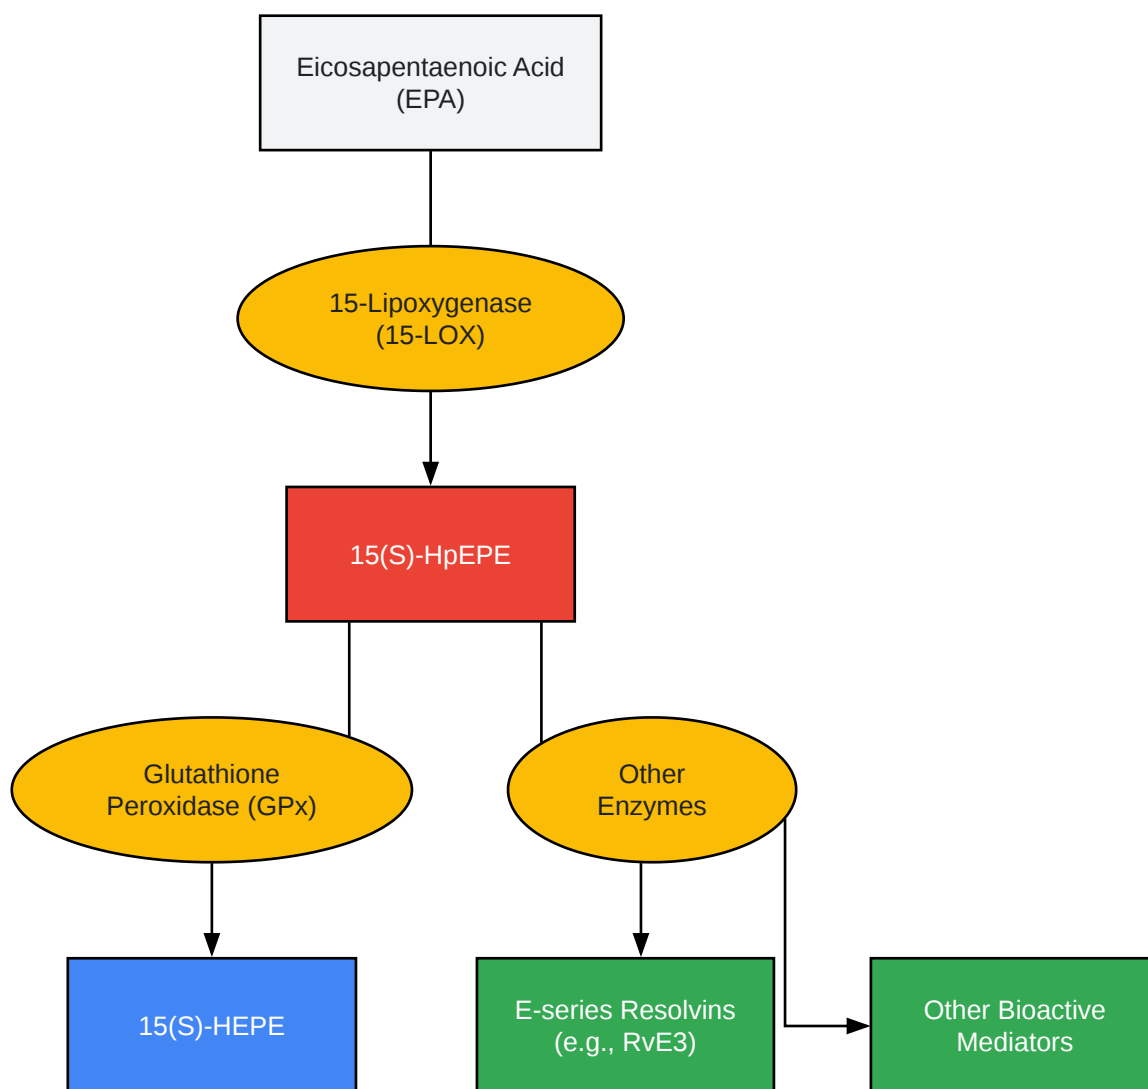 Eicosapentaenoic Acid
(EPA)
15-Lipoxygenase
(15-LOX)
15(S)-HpEPE
Glutathione
Peroxidase (GPx)
Other
Enzymes
15(S)-HEPE
E-series Resolvins
(e.g., RvE3)
Other Bioactive
Mediators